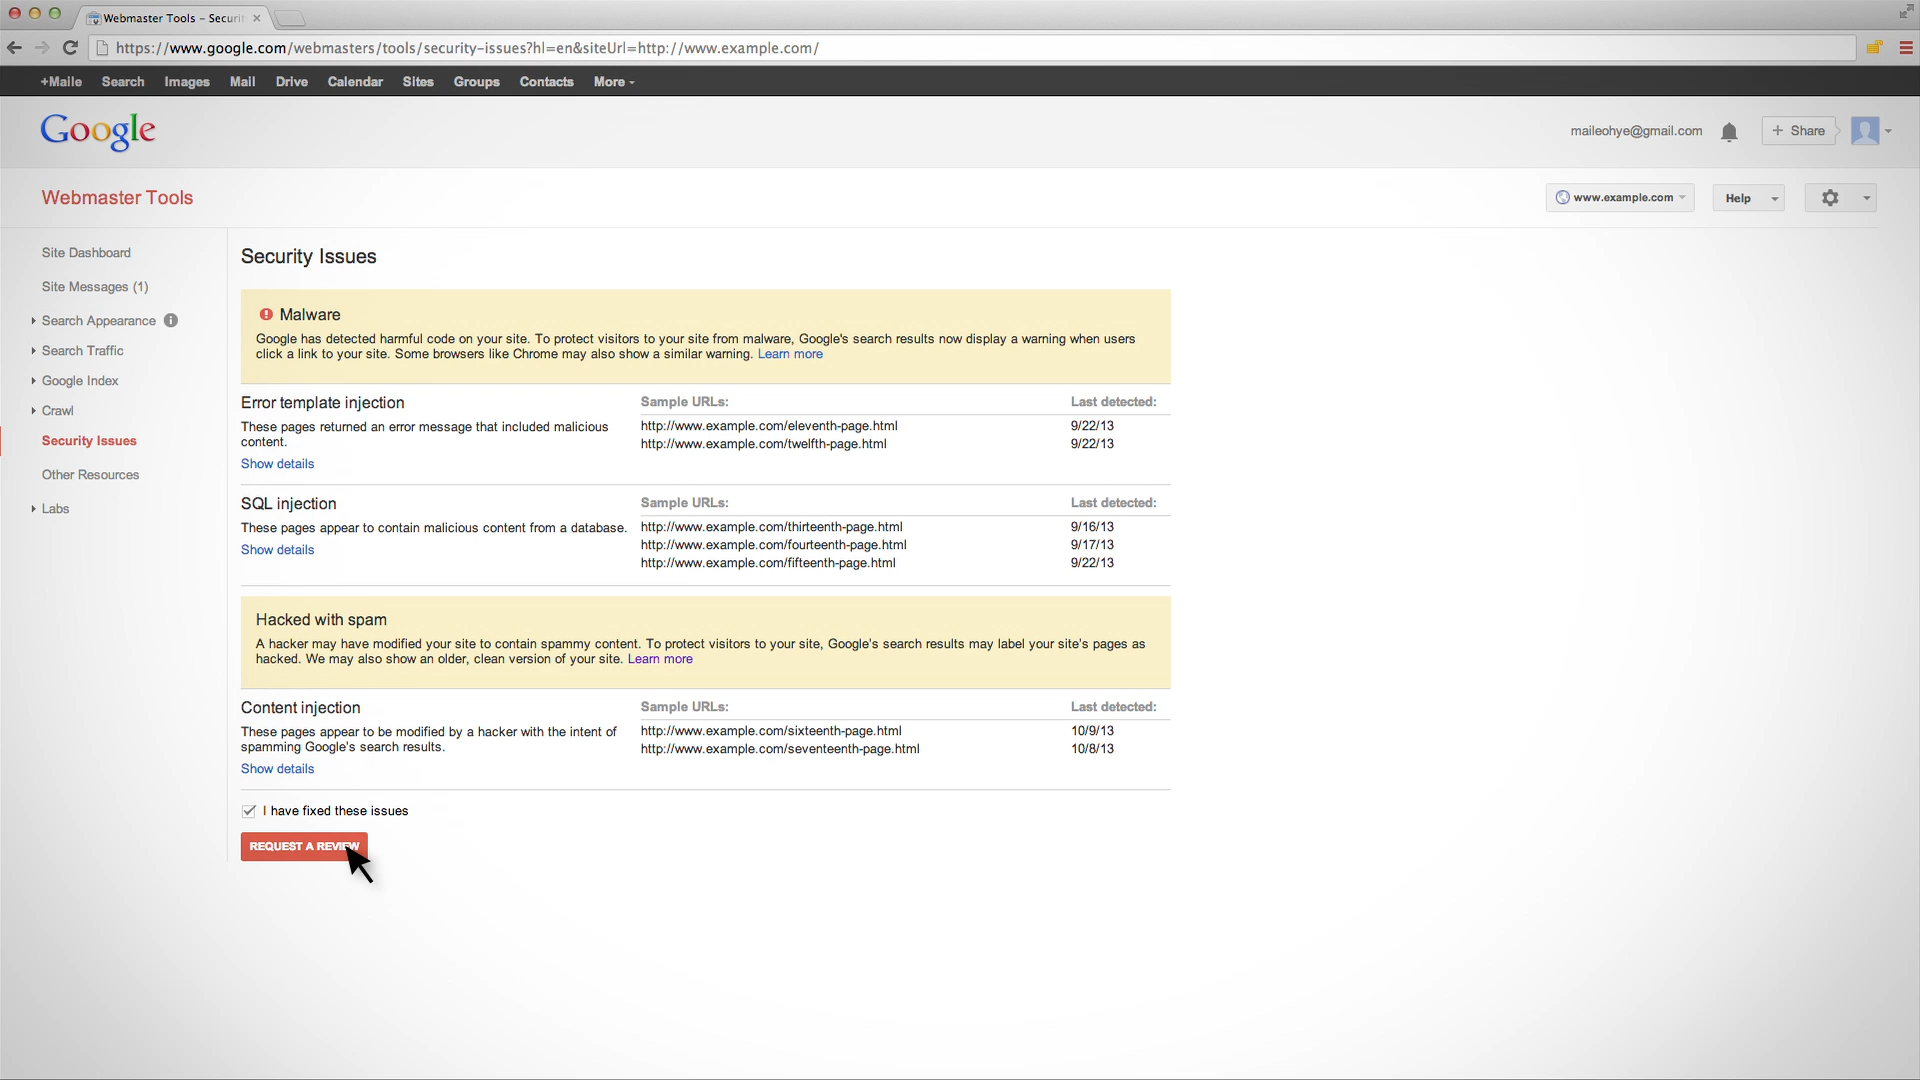 Webmaster Tools – Securit
https://www.google.com/webmasters/tools/security-issues?hl=en&siteUrl=http://www.example.com/
+Maile Search Images Mail Drive Calendar Sites Groups Contacts More
Google
maileohye@gmail.com
+ Share
Webmaster Tools
www.example.com
Help
Site Dashboard
Site Messages (1)
Search Appearance
Search Traffic
Google Index
Crawl
Security Issues
Other Resources
Labs
Security Issues
Malware
Google has detected harmful code on your site. To protect visitors to your site from malware, Google's search results now display a warning when users
click a link to your site. Some browsers like Chrome may also show a similar warning. Learn more
Error template injection
These pages returned an error message that included malicious
content.
Show details
Sample URLs: Last detected:
http://www.example.com/eleventh-page.html 9/22/13
http://www.example.com/twelfth-page.html 9/22/13
SQL injection
These pages appear to contain malicious content from a database.
Show details
Sample URLs: Last detected:
http://www.example.com/thirteenth-page.html 9/16/13
http://www.example.com/fourteenth-page.html 9/17/13
http://www.example.com/fifteenth-page.html 9/22/13
Hacked with spam
A hacker may have modified your site to contain spammy content. To protect visitors to your site, Google's search results may label your site's pages as
hacked. We may also show an older, clean version of your site. Learn more
Content injection
These pages appear to be modified by a hacker with the intent of
spamming Google's search results.
Show details
Sample URLs: Last detected:
http://www.example.com/sixteenth-page.html 10/9/13
http://www.example.com/seventeenth-page.html 10/8/13
I have fixed these issues
REQUEST A REVIEW